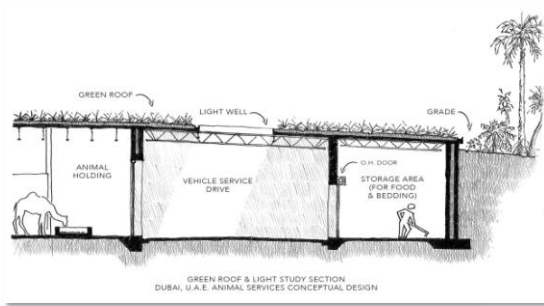 GREEN ROOF
LIGHT WELL
GRADE
ANIMAL
HOLDING
VEHICLE SERVICE
DRIVE
O.H. DOOR
STORAGE AREA
(FOR FOOD
& BEDDING)
GREEN ROOF & LIGHT STUDY SECTION
DUBAI, U.A.E. ANIMAL SERVICES CONCEPTUAL DESIGN